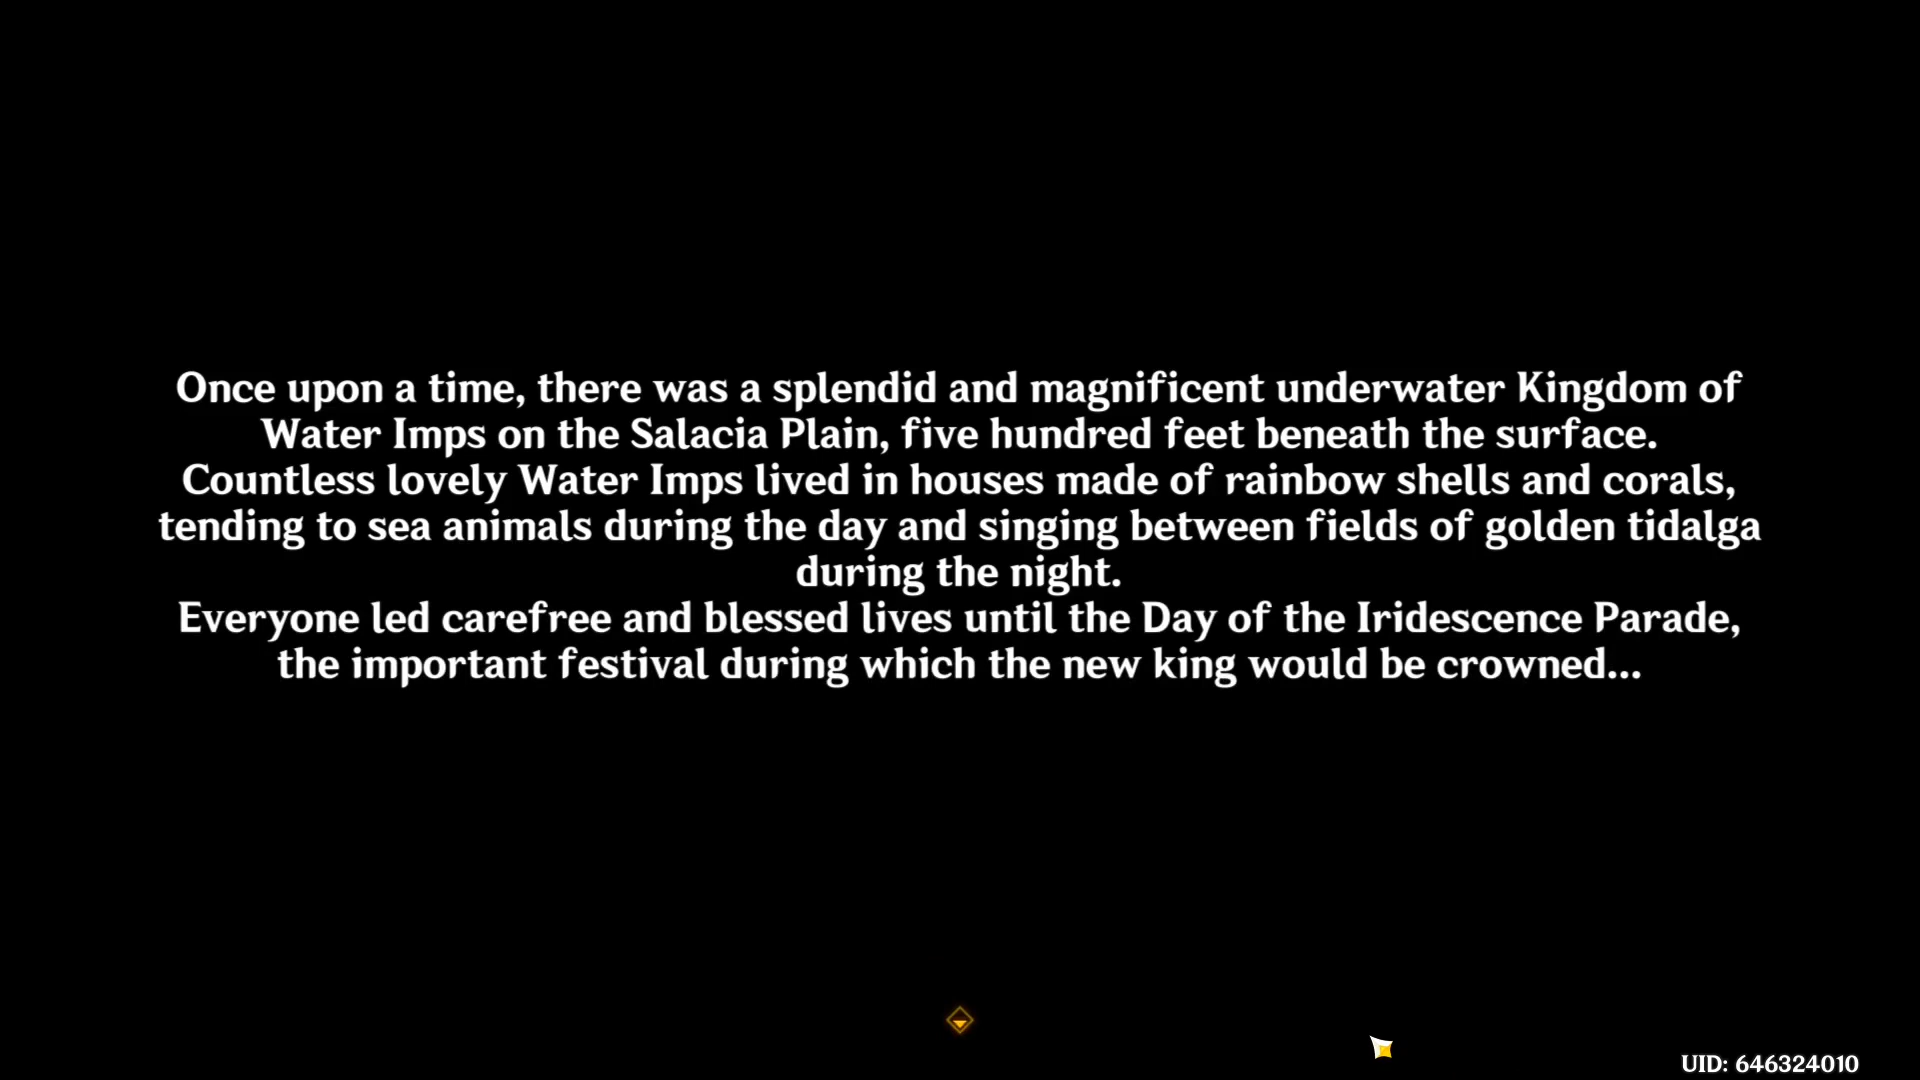 Once upon a time, there was a splendid and magnificent underwater Kingdom of
Water Imps on the Salacia Plain, five hundred feet beneath the surface.
Countless lovely Water Imps lived in houses made of rainbow shells and corals,
tending to sea animals during the day and singing between fields of golden tidalga
during the night.
Everyone led carefree and blessed lives until the Day of the Iridescence Parade,
the important festival during which the new king would be crowned...
UID: 646324010